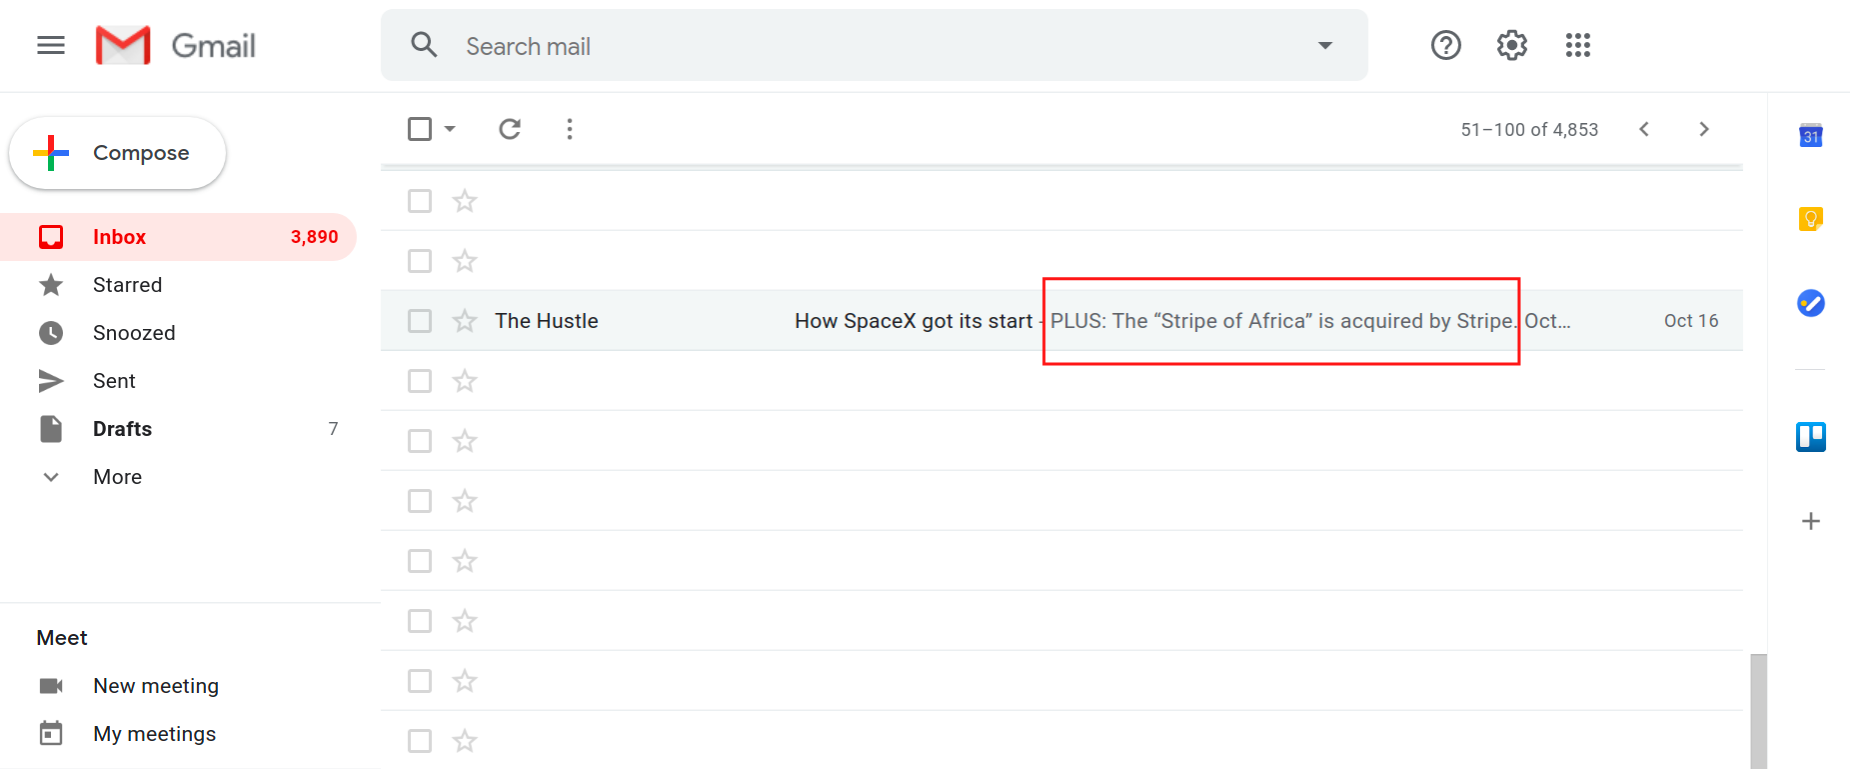 Gmail
Search mail
51–100 of 4,853
31
Compose
Inbox 3,890
Starred
Snoozed
Sent
Drafts 7
More
The Hustle How SpaceX got its start - PLUS: The “Stripe of Africa” is acquired by Stripe. Oct... Oct 16
Meet
New meeting
My meetings